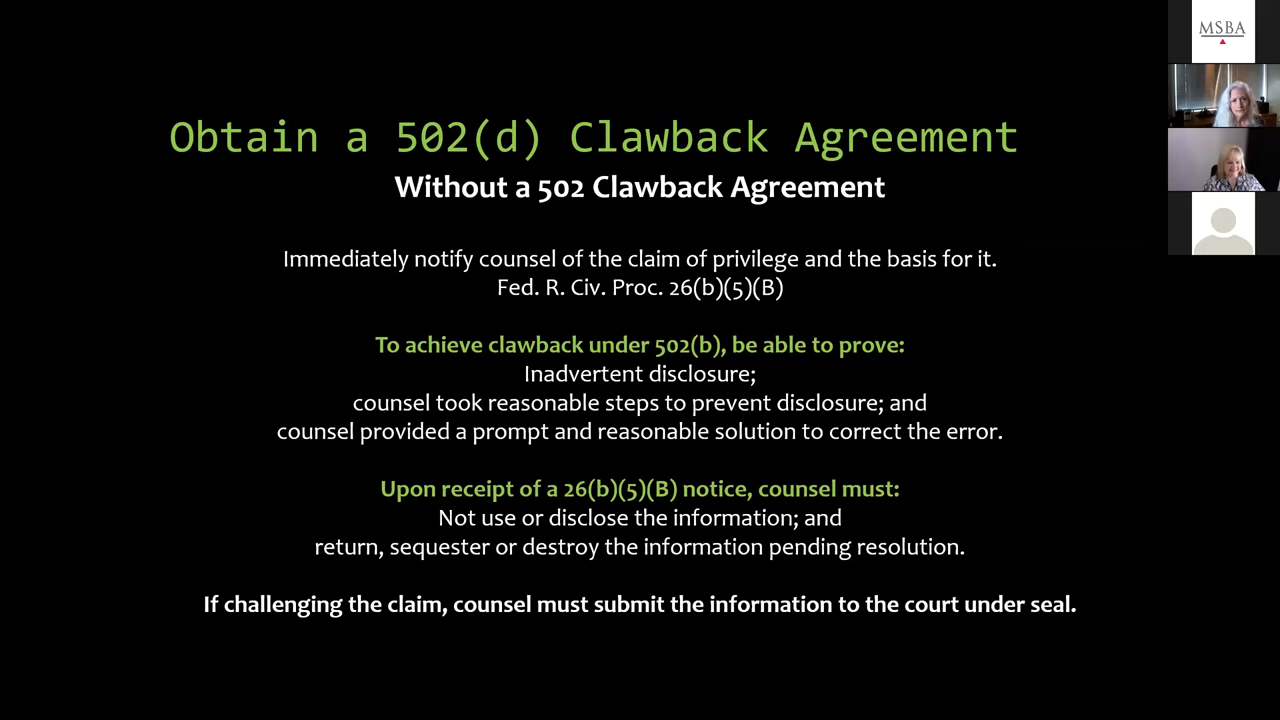 Obtain a 502(d) Clawback Agreement
Without a 502 Clawback Agreement
Immediately notify counsel of the claim of privilege and the basis for it.
Fed. R. Civ. Proc. 26(b)(5)(B)
To achieve clawback under 502(b), be able to prove:
Inadvertent disclosure;
counsel took reasonable steps to prevent disclosure; and
counsel provided a prompt and reasonable solution to correct the error.
Upon receipt of a 26(b)(5)(B) notice, counsel must:
Not use or disclose the information; and
return, sequester or destroy the information pending resolution.
If challenging the claim, counsel must submit the information to the court under seal.
MSBA